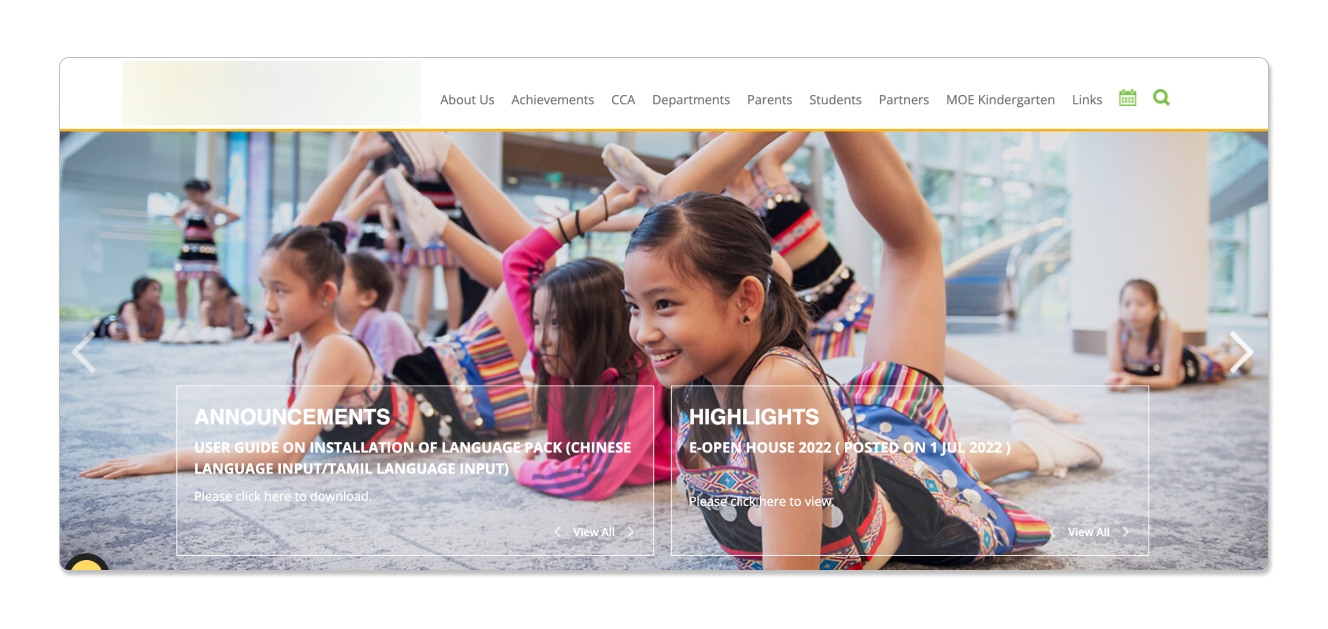 About Us Achievements CCA Departments Parents Students Partners MOE Kindergarten Links
ANNOUNCEMENTS
USER GUIDE ON INSTALLATION OF LANGUAGE PACK (CHINESE
LANGUAGE INPUT/TAMIL LANGUAGE INPUT)
Please click here to download.
View All
HIGHLIGHTS
E-OPEN HOUSE 2022 ( POSTED ON 1 JUL 2022 )
Please click here to view.
View All